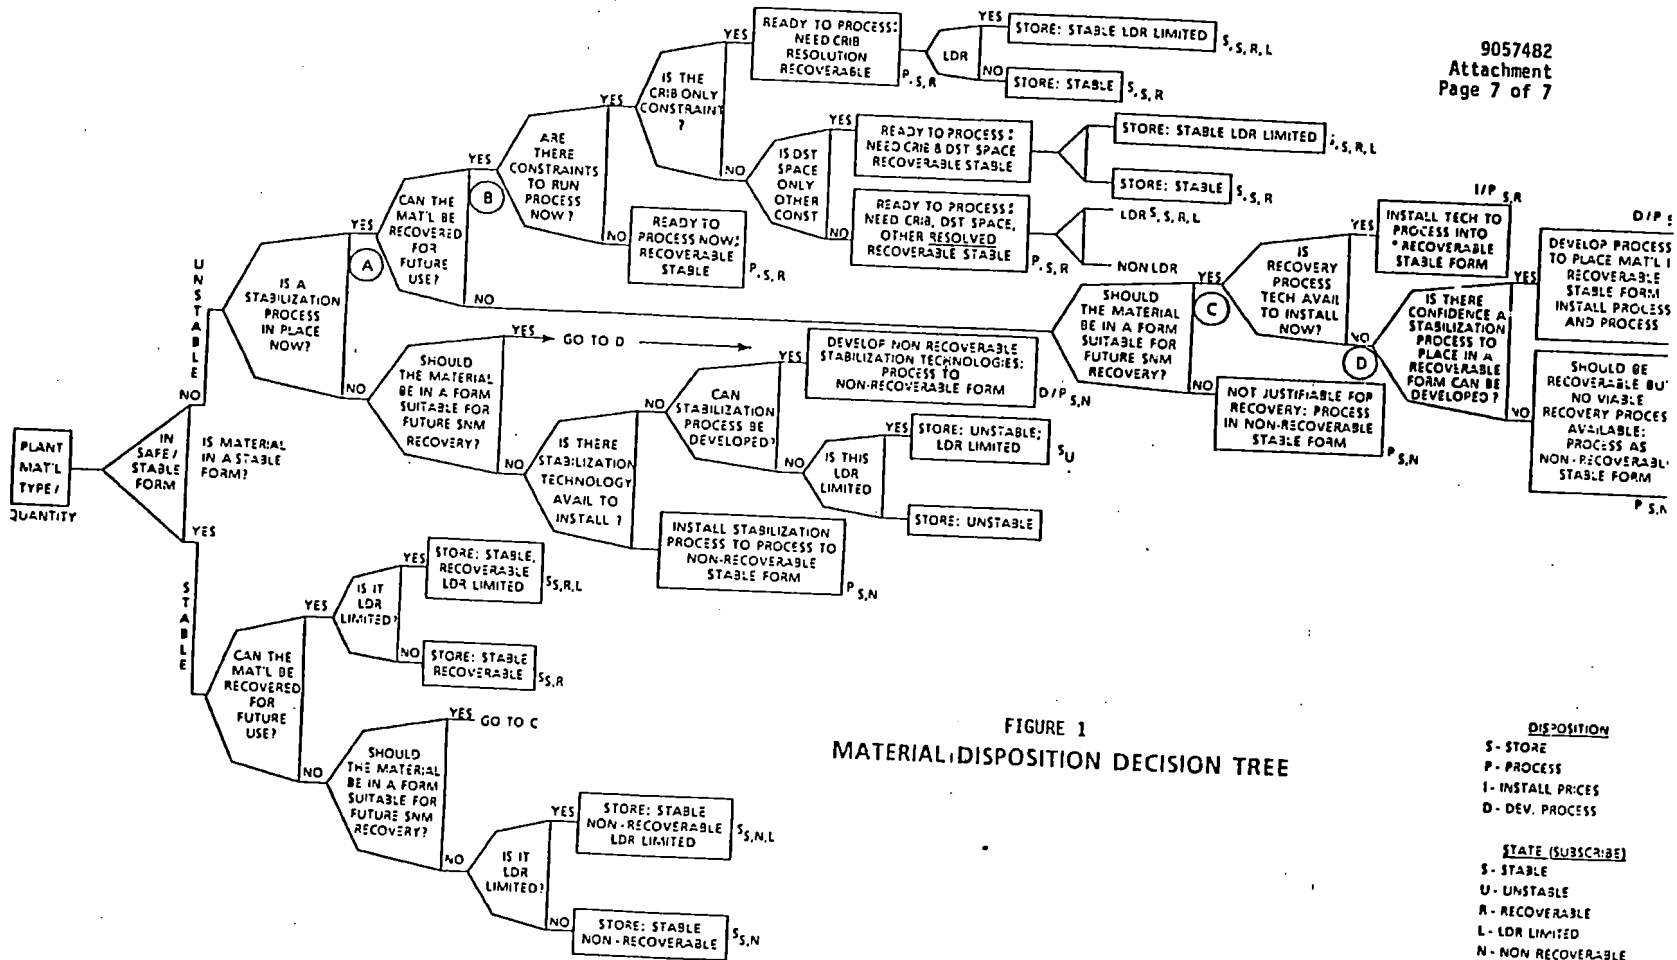 9057482
Attachment
Page 7 of 7
PLANT
MAT'L
TYPE /
QUANTITY
IN
SAFE /
STABLE
FORM
IS MATERIAL
IN A STABLE
FORM?
NO
YES
UNSTABLE
STABLE
IS A
STABILIZATION
PROCESS
IN PLACE
NOW?
YES
NO
A
CAN THE
MAT'L BE
RECOVERED
FOR
FUTURE
USE?
YES
NO
B
ARE
THERE
CONSTRAINTS
TO RUN
PROCESS
NOW?
YES
NO
READY TO
PROCESS NOW:
RECOVERABLE
STABLE
P.S,R
IS THE
CRIB ONLY
CONSTRAINT
?
YES
NO
READY TO PROCESS:
NEED CRIB
RESOLUTION
RECOVERABLE
P.S,R
LDR
YES
NO
STORE: STABLE LDR LIMITED
S.S,R,L
STORE: STABLE
S.S,R
IS DST
SPACE
ONLY
OTHER
CONST
YES
NO
READY TO PROCESS:
NEED CRIB & DST SPACE
RECOVERABLE STABLE
STORE: STABLE LDR LIMITED
S,R,L
STORE: STABLE
S.S,R
READY TO PROCESS:
NEED CRIB, DST SPACE,
OTHER RESOLVED
RECOVERABLE STABLE
P.S,R
LDR S,S,R,L
NON LDR
SHOULD
THE MATERIAL
BE IN A FORM
SUITABLE FOR
FUTURE SNM
RECOVERY?
YES
NO
C
NOT JUSTIFIABLE FOR
RECOVERY: PROCESS
IN NON-RECOVERABLE
STABLE FORM
P S,N
IS
RECOVERY
PROCESS
TECH AVAIL
TO INSTALL
NOW?
YES
NO
D
I/P S,R
INSTALL TECH TO
PROCESS INTO
RECOVERABLE
STABLE FORM
IS THERE
CONFIDENCE A
STABILIZATION
PROCESS TO
PLACE IN A
RECOVERABLE
FORM CAN BE
DEVELOPED?
YES
NO
D/P
DEVELOP PROCESS
TO PLACE MAT'L I
RECOVERABLE
STABLE FORM
INSTALL PROCESS
AND PROCESS
SHOULD BE
RECOVERABLE BU
NO VIABLE
RECOVERY PROCES
AVAILABLE:
PROCESS AS
NON-RECOVERABL
STABLE FORM
P S,N
SHOULD
THE MATERIAL
BE IN A FORM
SUITABLE FOR
FUTURE SNM
RECOVERY?
YES
GO TO D
NO
IS THERE
STABILIZATION
TECHNOLOGY
AVAIL TO
INSTALL ?
NO
CAN
STABILIZATION
PROCESS BE
DEVELOPED?
YES
NO
DEVELOP NON RECOVERABLE
STABILIZATION TECHNOLOGIES:
PROCESS TO
NON-RECOVERABLE FORM
D/P S,N
IS THIS
LDR
LIMITED
YES
STORE: UNSTABLE;
LDR LIMITED
S U
STORE: UNSTABLE
INSTALL STABILIZATION
PROCESS TO PROCESS TO
NON-RECOVERABLE
STABLE FORM
P S,N
CAN THE
MAT'L BE
RECOVERED
FOR
FUTURE
USE?
YES
NO
IS IT
LDR
LIMITED?
YES
NO
STORE: STABLE,
RECOVERABLE
LDR LIMITED
S S,R,L
STORE: STABLE
RECOVERABLE
S S,R
SHOULD
THE MATERIAL
BE IN A FORM
SUITABLE FOR
FUTURE SNM
RECOVERY?
YES
GO TO C
NO
IS IT
LDR
LIMITED?
YES
NO
STORE: STABLE
NON-RECOVERABLE
LDR LIMITED
S S,N,L
STORE: STABLE
NON-RECOVERABLE
S S,N
FIGURE 1
MATERIAL DISPOSITION DECISION TREE
DISPOSITION
S - STORE
P - PROCESS
I - INSTALL PRICES
D - DEV. PROCESS
STATE (SUBSCRIBE)
S - STABLE
U - UNSTABLE
R - RECOVERABLE
L - LDR LIMITED
N - NON RECOVERABLE